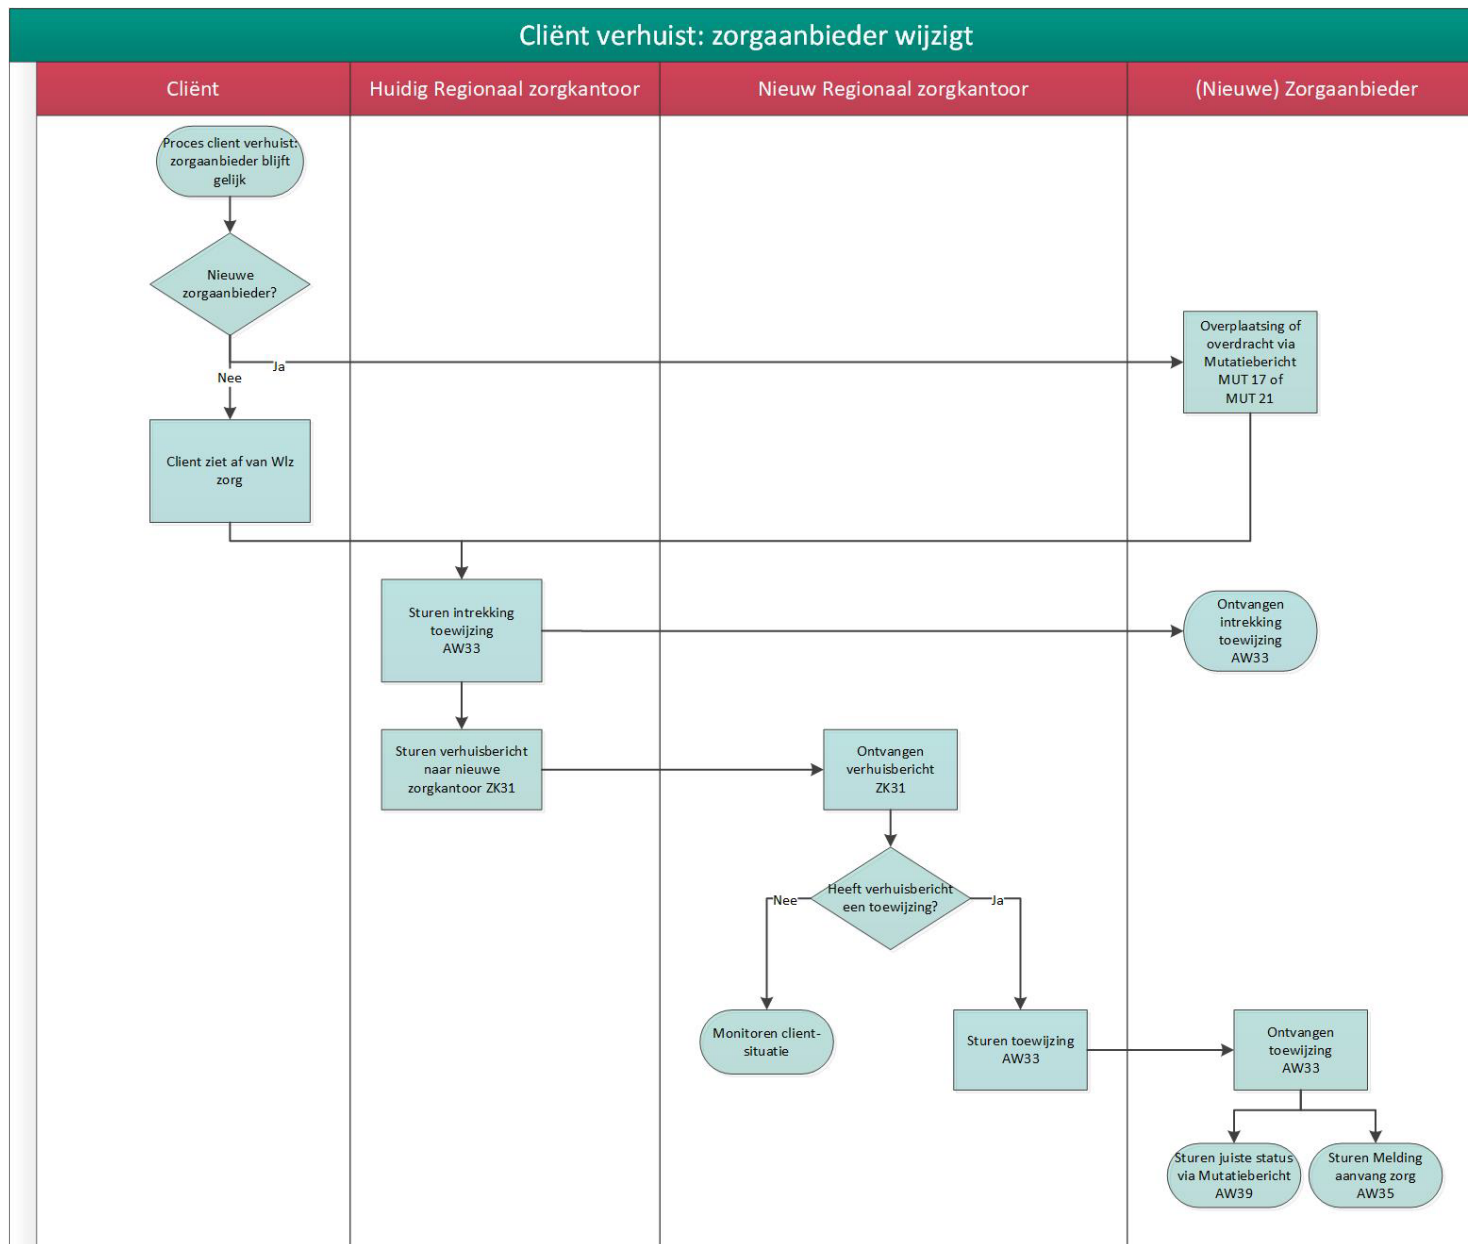 Cliënt verhuist: zorgaanbieder wijzigt
Cliënt
Huidig Regionaal zorgkantoor
Nieuw Regionaal zorgkantoor
(Nieuwe) Zorgaanbieder
Proces client verhuist:
zorgaanbieder blijft
gelijk
Nieuwe
zorgaanbieder?
Ja
Nee
Overplaatsing of
overdracht via
Mutatiebericht
MUT 17 of
MUT 21
Client ziet af van Wlz
zorg
Sturen intrekking
toewijzing
AW33
Ontvangen
intrekking
toewijzing
AW33
Sturen verhuisbericht
naar nieuwe
zorgkantoor ZK31
Ontvangen
verhuisbericht
ZK31
Heeft verhuisbericht
een toewijzing?
Nee
Ja
Monitoren client-
situatie
Sturen toewijzing
AW33
Ontvangen
toewijzing
AW33
Sturen juiste status
via Mutatiebericht
AW39
Sturen Melding
aanvang zorg
AW35